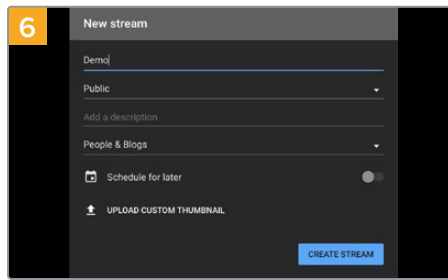 6
New stream
Demo
Public
Add a description
People & Blogs
Schedule for later
UPLOAD CUSTOM THUMBNAIL
CREATE STREAM